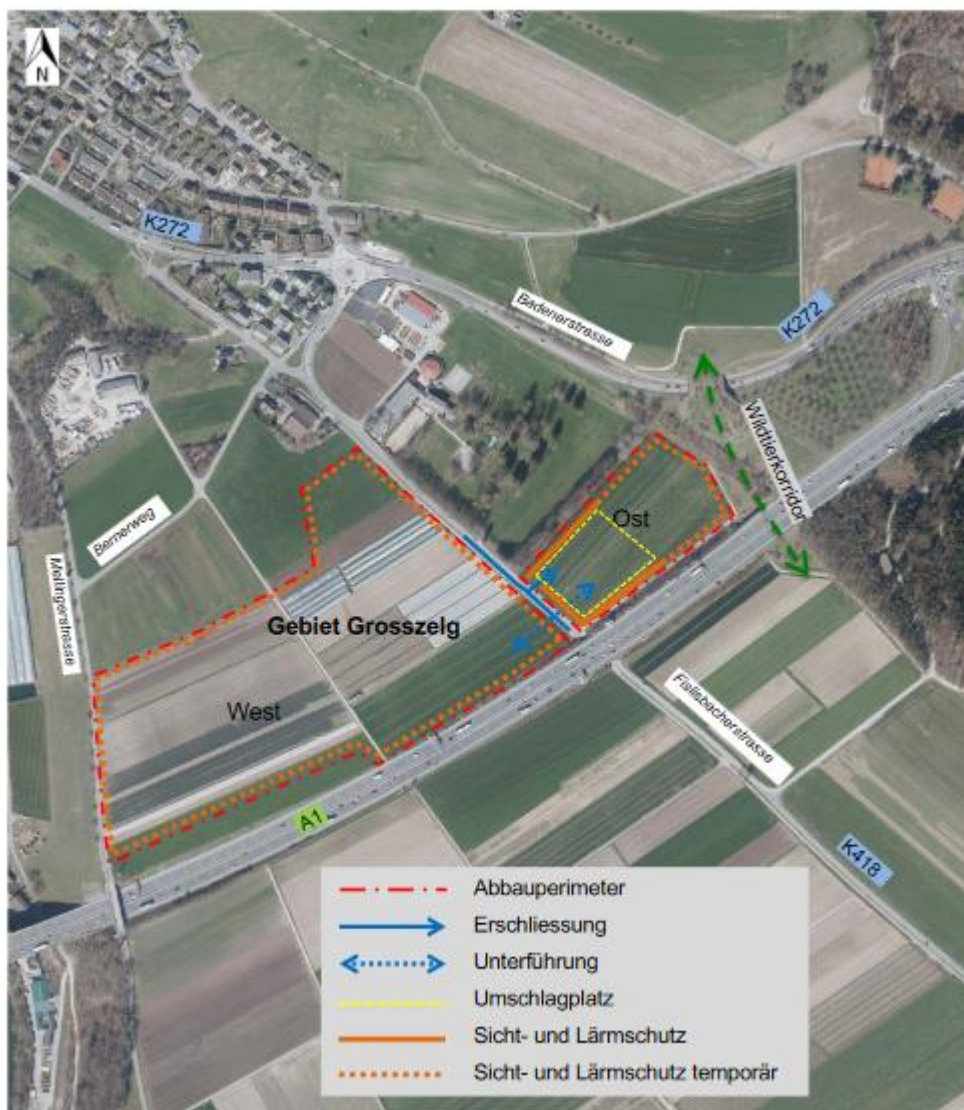 N
K272
Badenerstrasse
K272
Wildtierkorridor
Ost
Bernerweg
Mellingerstrasse
Gebiet Grosszelg
West
Fislisbacherstrasse
A1
K418
Abbauperimeter
Erschliessung
Unterführung
Umschlagplatz
Sicht- und Lärmschutz
Sicht- und Lärmschutz temporär